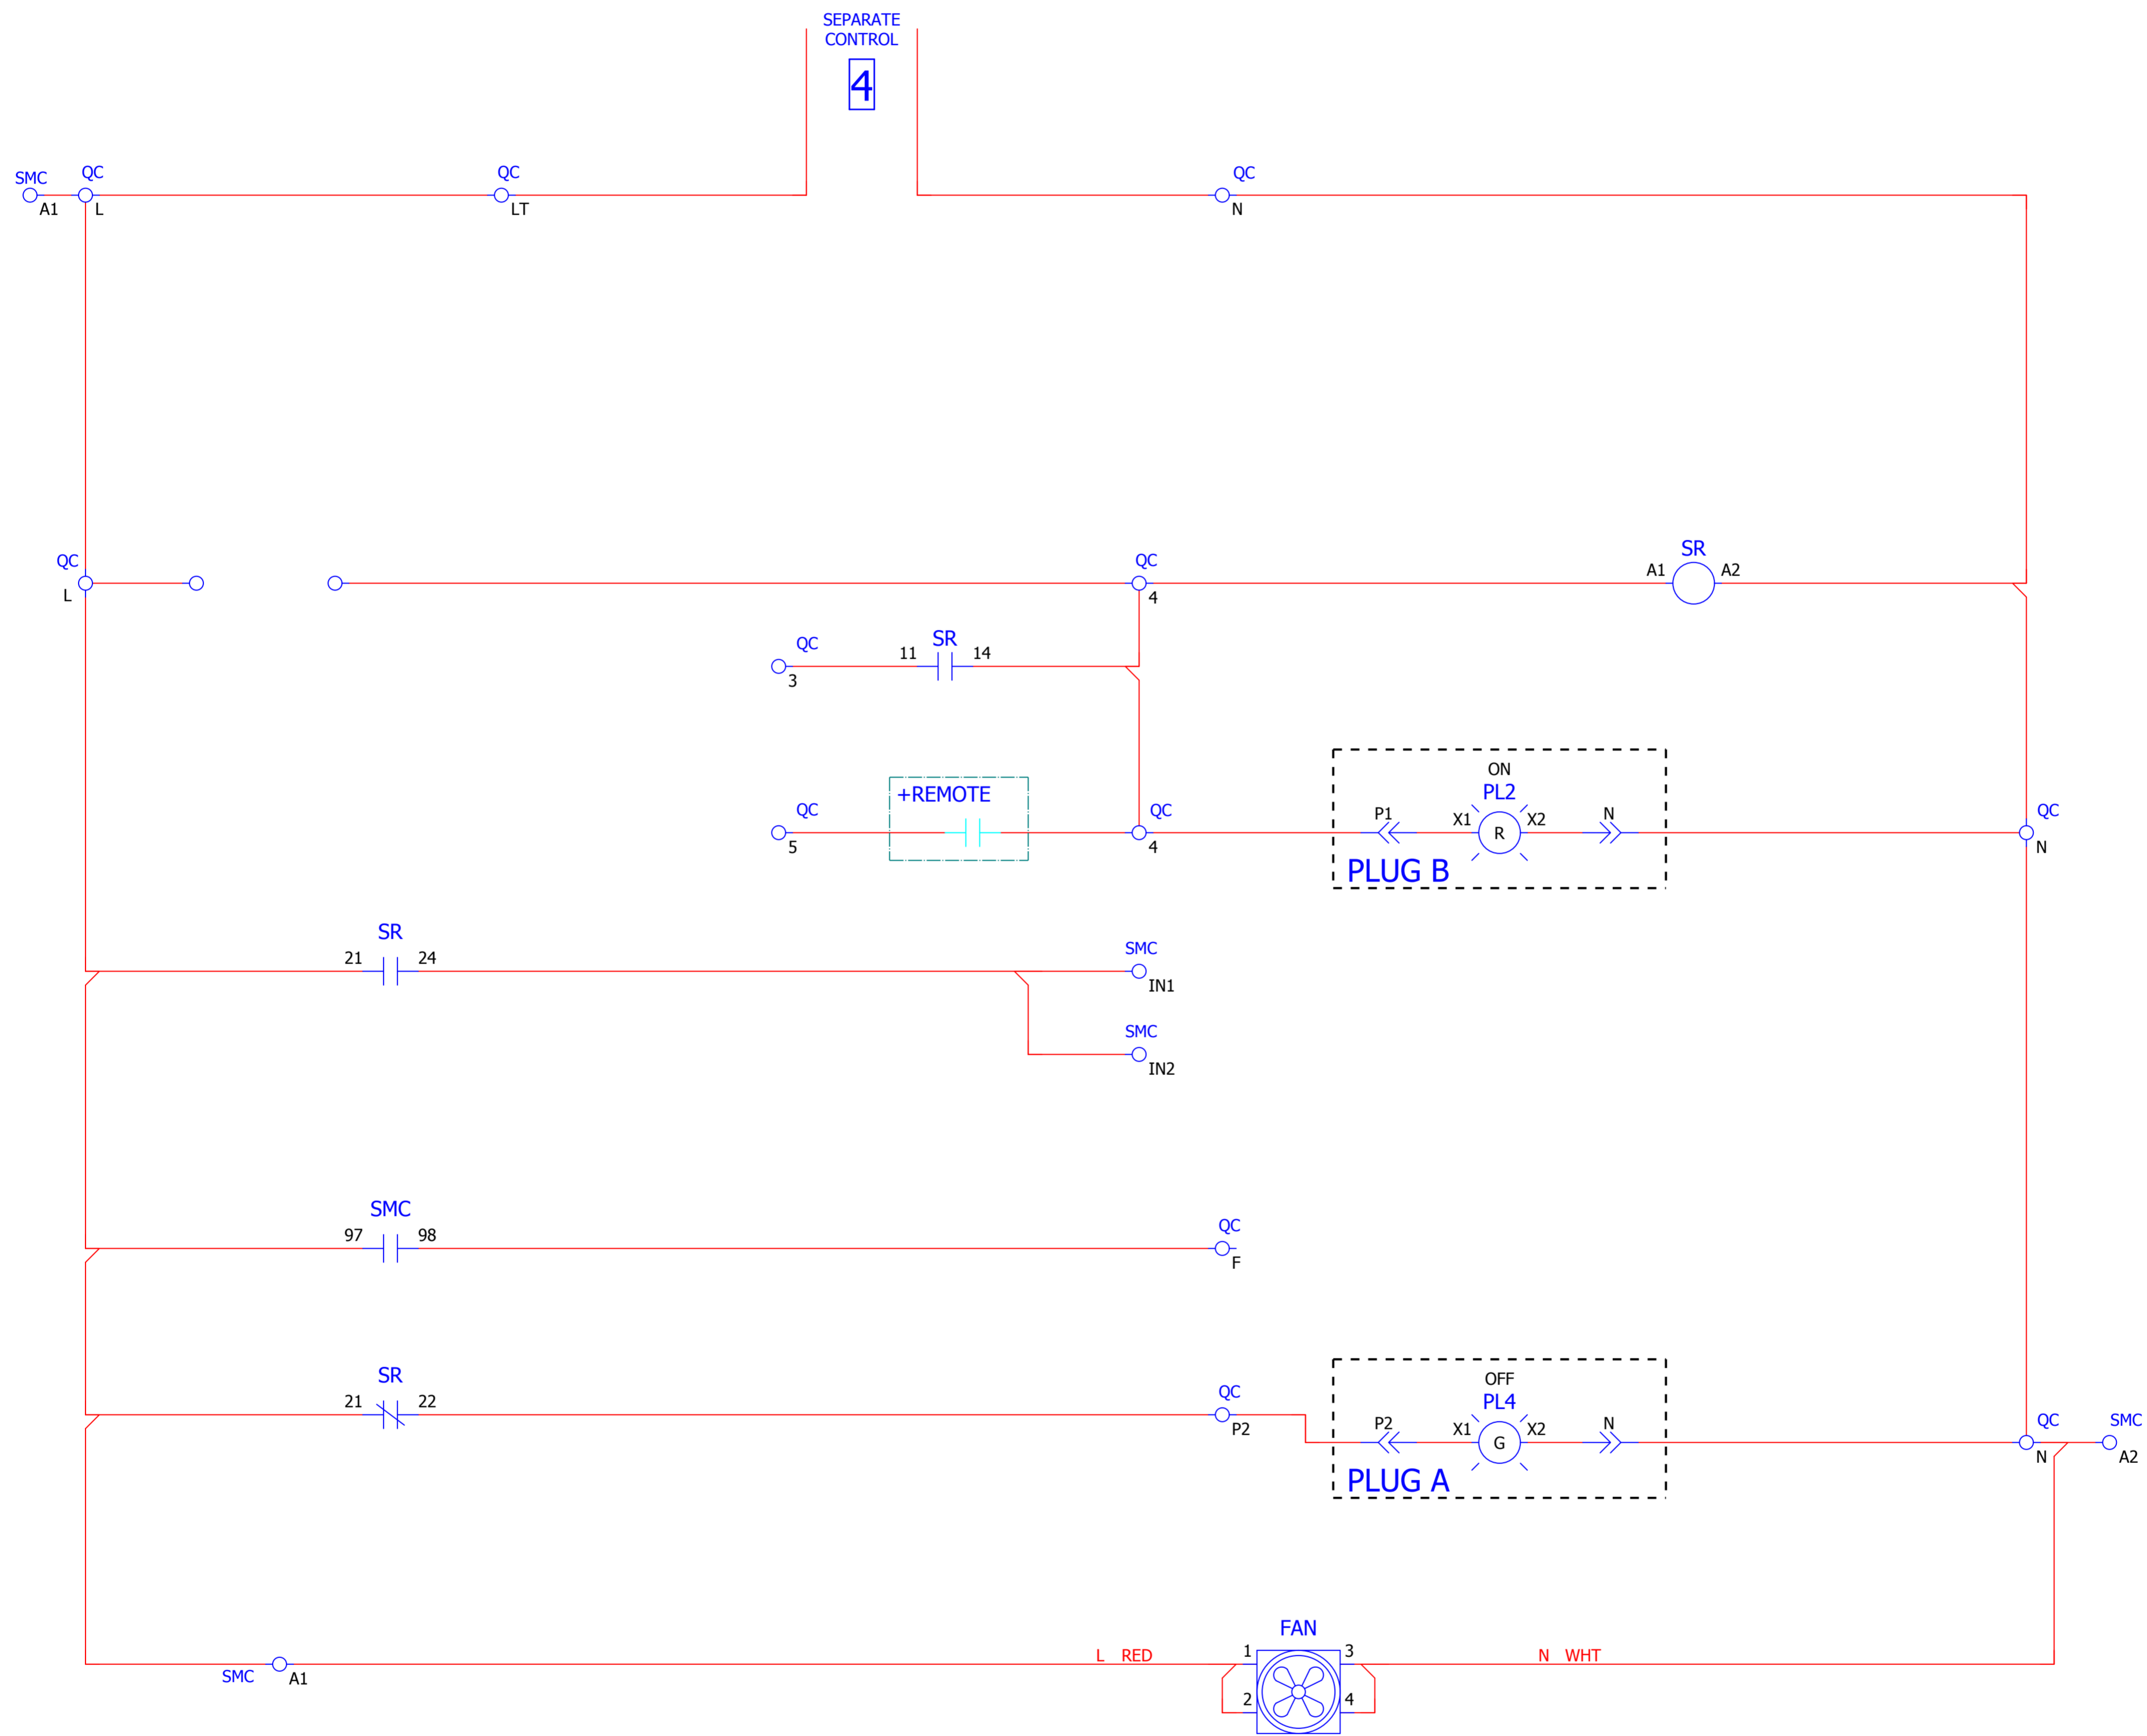 SEPARATE
CONTROL
4
SMC
QC
QC
QC
A1
L
LT
N
QC
QC
SR
A1
A2
L
4
QC
SR
11
14
3
ON
+REMOTE
PL2
QC
QC
P1
X1
R
X2
N
QC
5
4
PLUG B
N
SR
21
24
SMC
IN1
SMC
IN2
SMC
97
98
QC
F
OFF
SR
PL4
21
22
QC
P2
P2
X1
G
X2
N
QC
SMC
PLUG A
N
A2
FAN
L RED
1
3
N WHT
SMC
A1
2
4